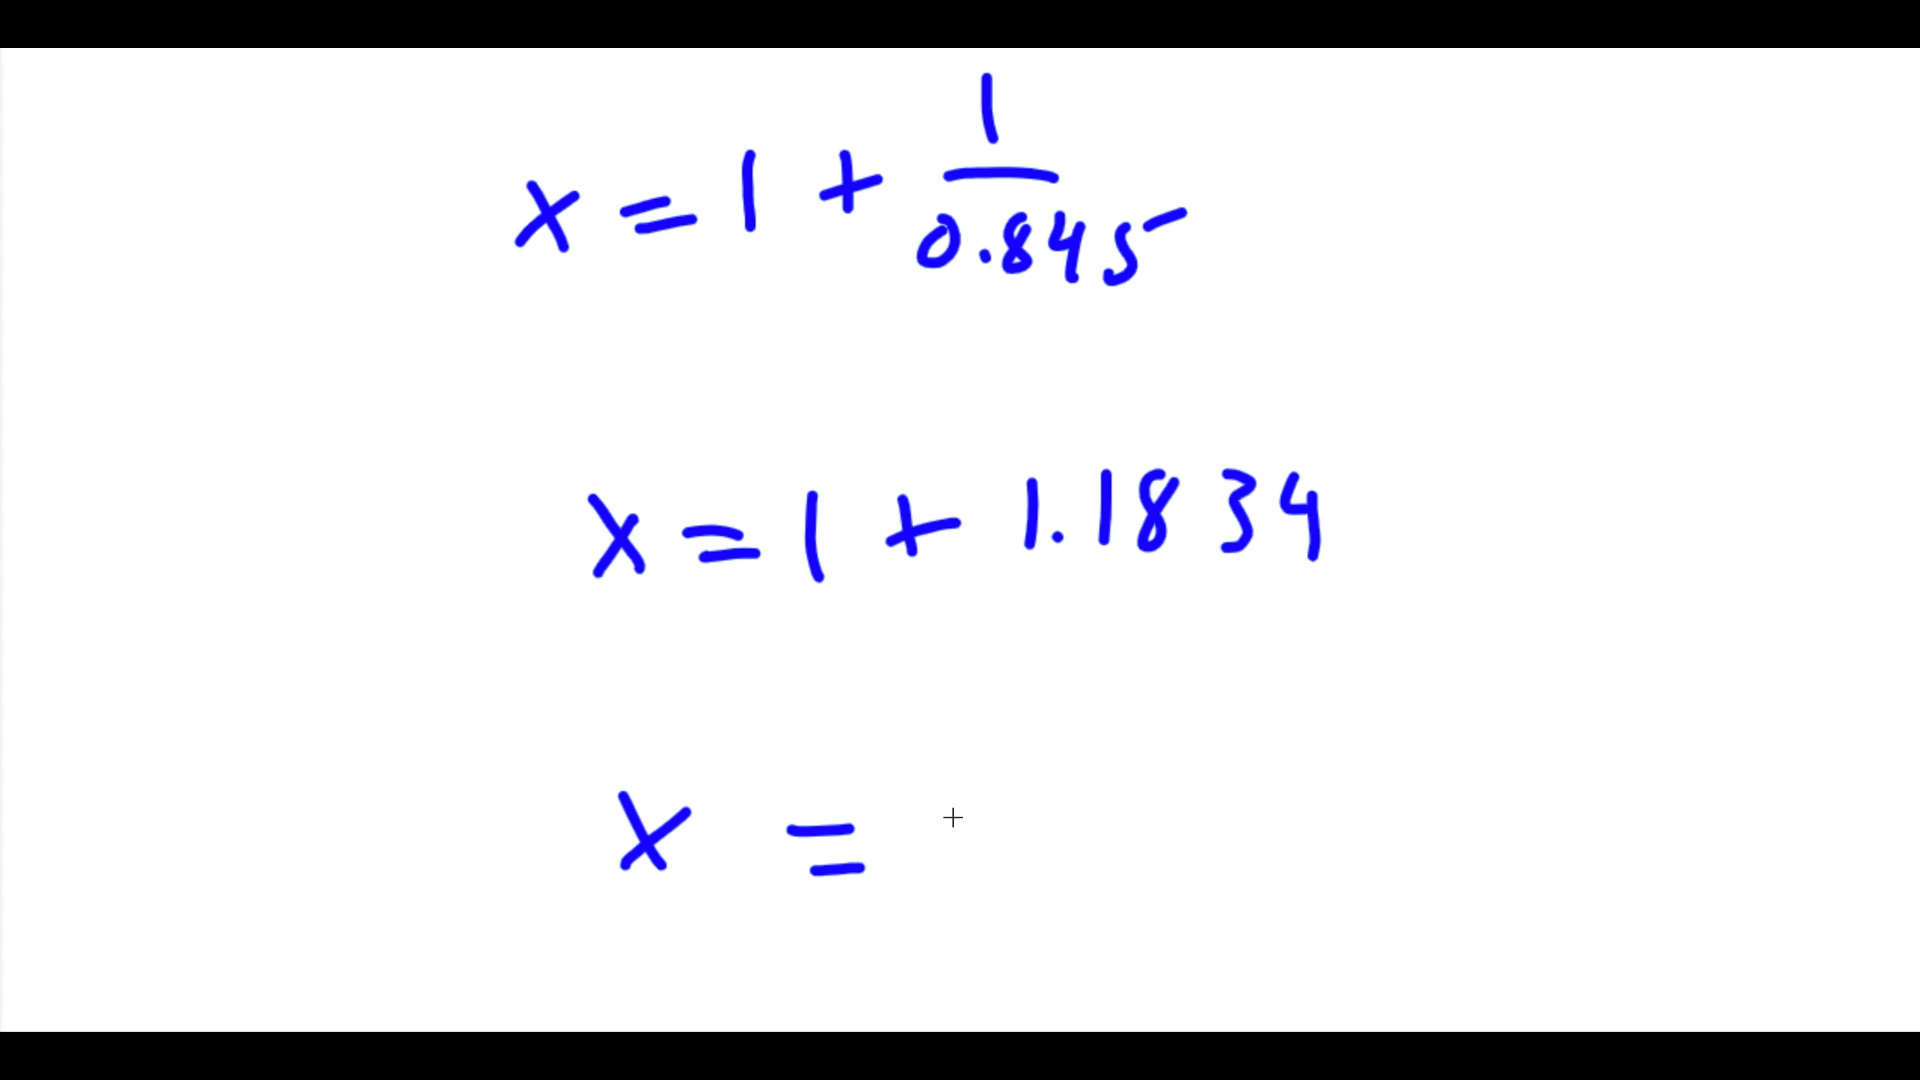 x = 1 + 1/0.845
x = 1 + 1.1834
x =